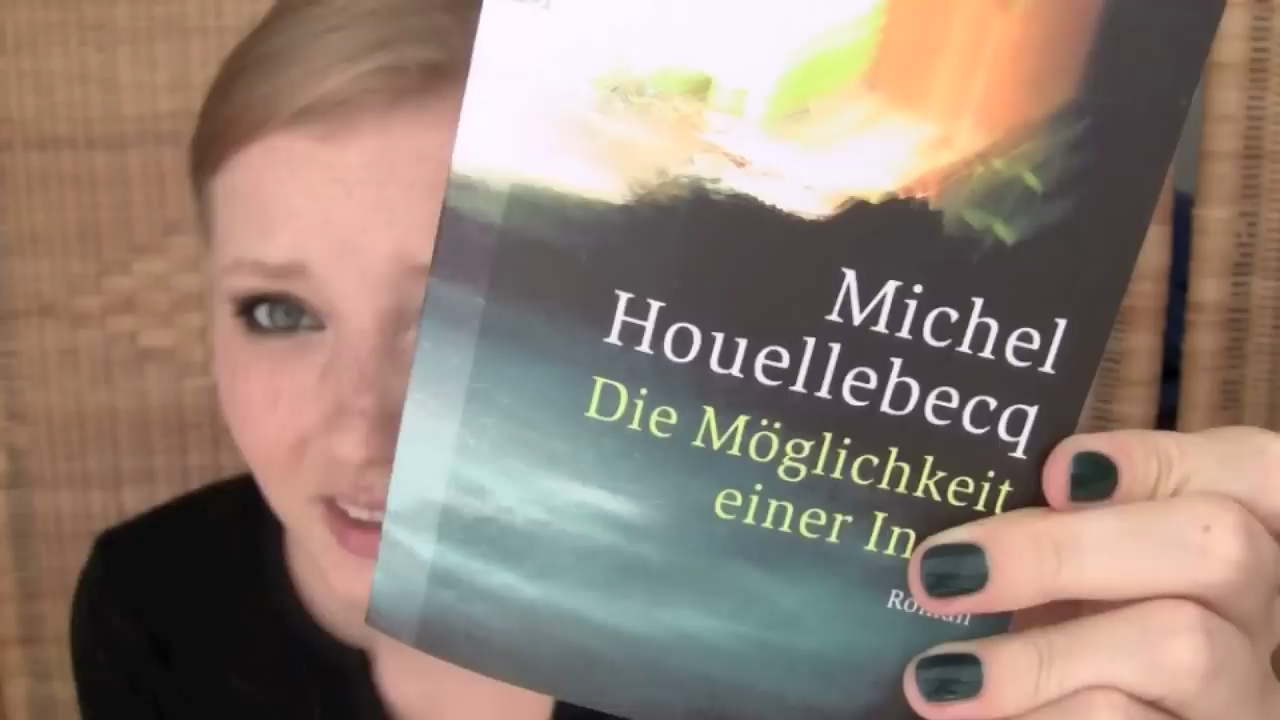 Michel
Houellebecq
Die Möglichkeit
einer In
Roman